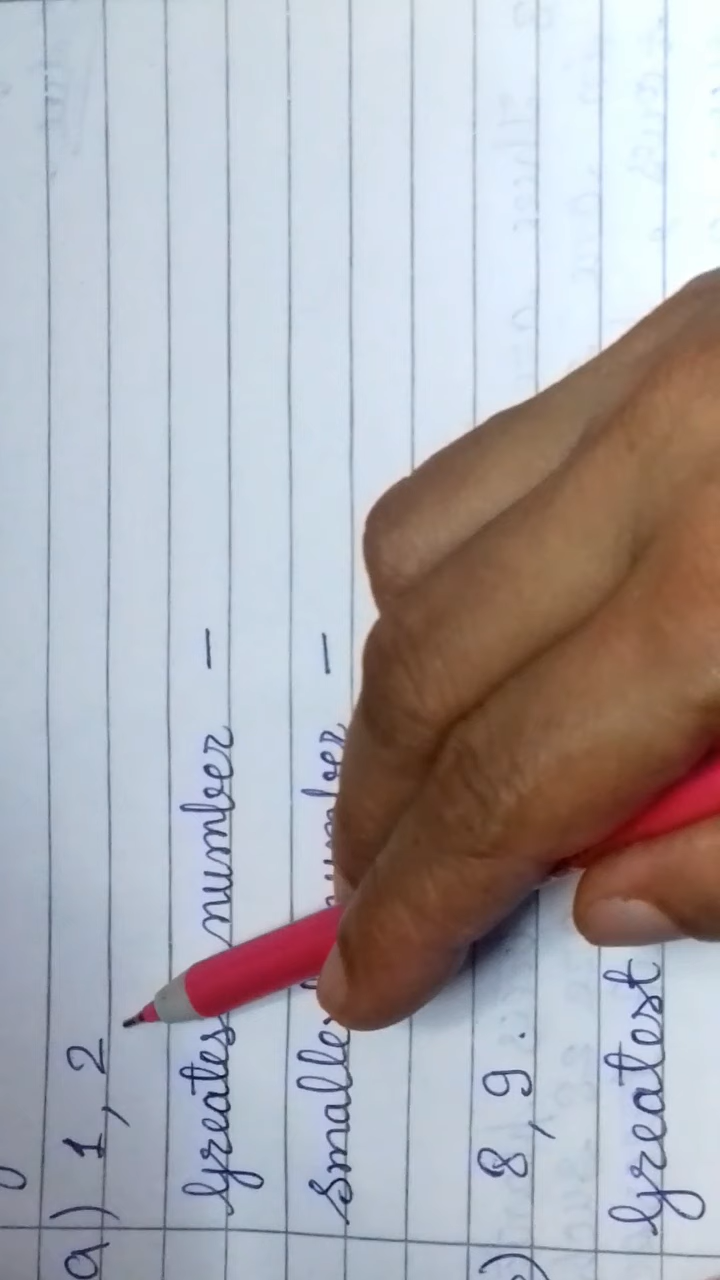 a) 1, 2
Greatest number –
Smallest number –
8, 9.
Greatest